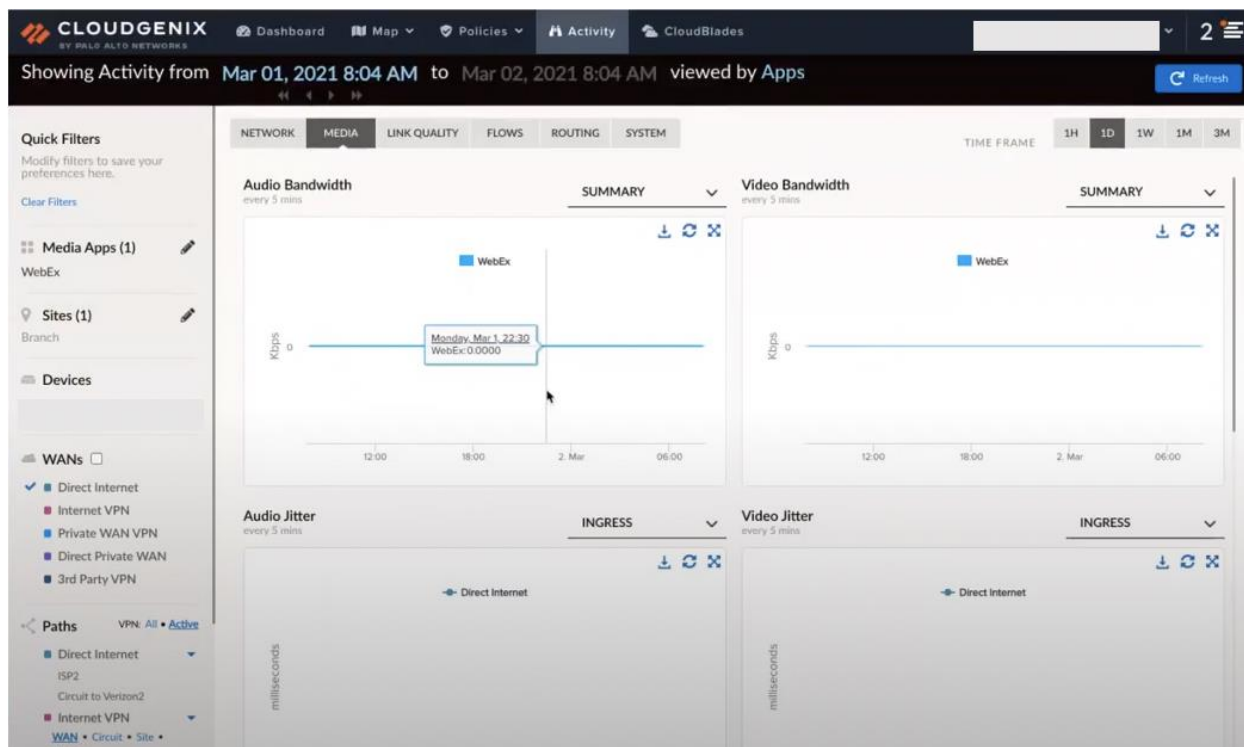 CLOUDGENIX
BY PALO ALTO NETWORKS
Dashboard Map Policies Activity CloudBlades
2
Showing Activity from Mar 01, 2021 8:04 AM to Mar 02, 2021 8:04 AM viewed by Apps
Refresh
Quick Filters
Modify filters to save your
preferences here.
Clear Filters
Media Apps (1)
WebEx
Sites (1)
Branch
Devices
WANs
Direct Internet
Internet VPN
Private WAN VPN
Direct Private WAN
3rd Party VPN
Paths VPN: All • Active
Direct Internet
ISP2
Circuit to Verizon2
Internet VPN
WAN • Circuit • Site •
NETWORK MEDIA LINK QUALITY FLOWS ROUTING SYSTEM
TIME FRAME 1H 1D 1W 1M 3M
Audio Bandwidth
every 5 mins
SUMMARY
WebEx
Kbps
0
Monday, Mar 1, 22:30
WebEx: 0.0000
12:00 18:00 2. Mar 06:00
Video Bandwidth
every 5 mins
SUMMARY
WebEx
Kbps
0
12:00 18:00 2. Mar 06:00
Audio Jitter
every 5 mins
INGRESS
Direct Internet
milliseconds
Video Jitter
every 5 mins
INGRESS
Direct Internet
milliseconds